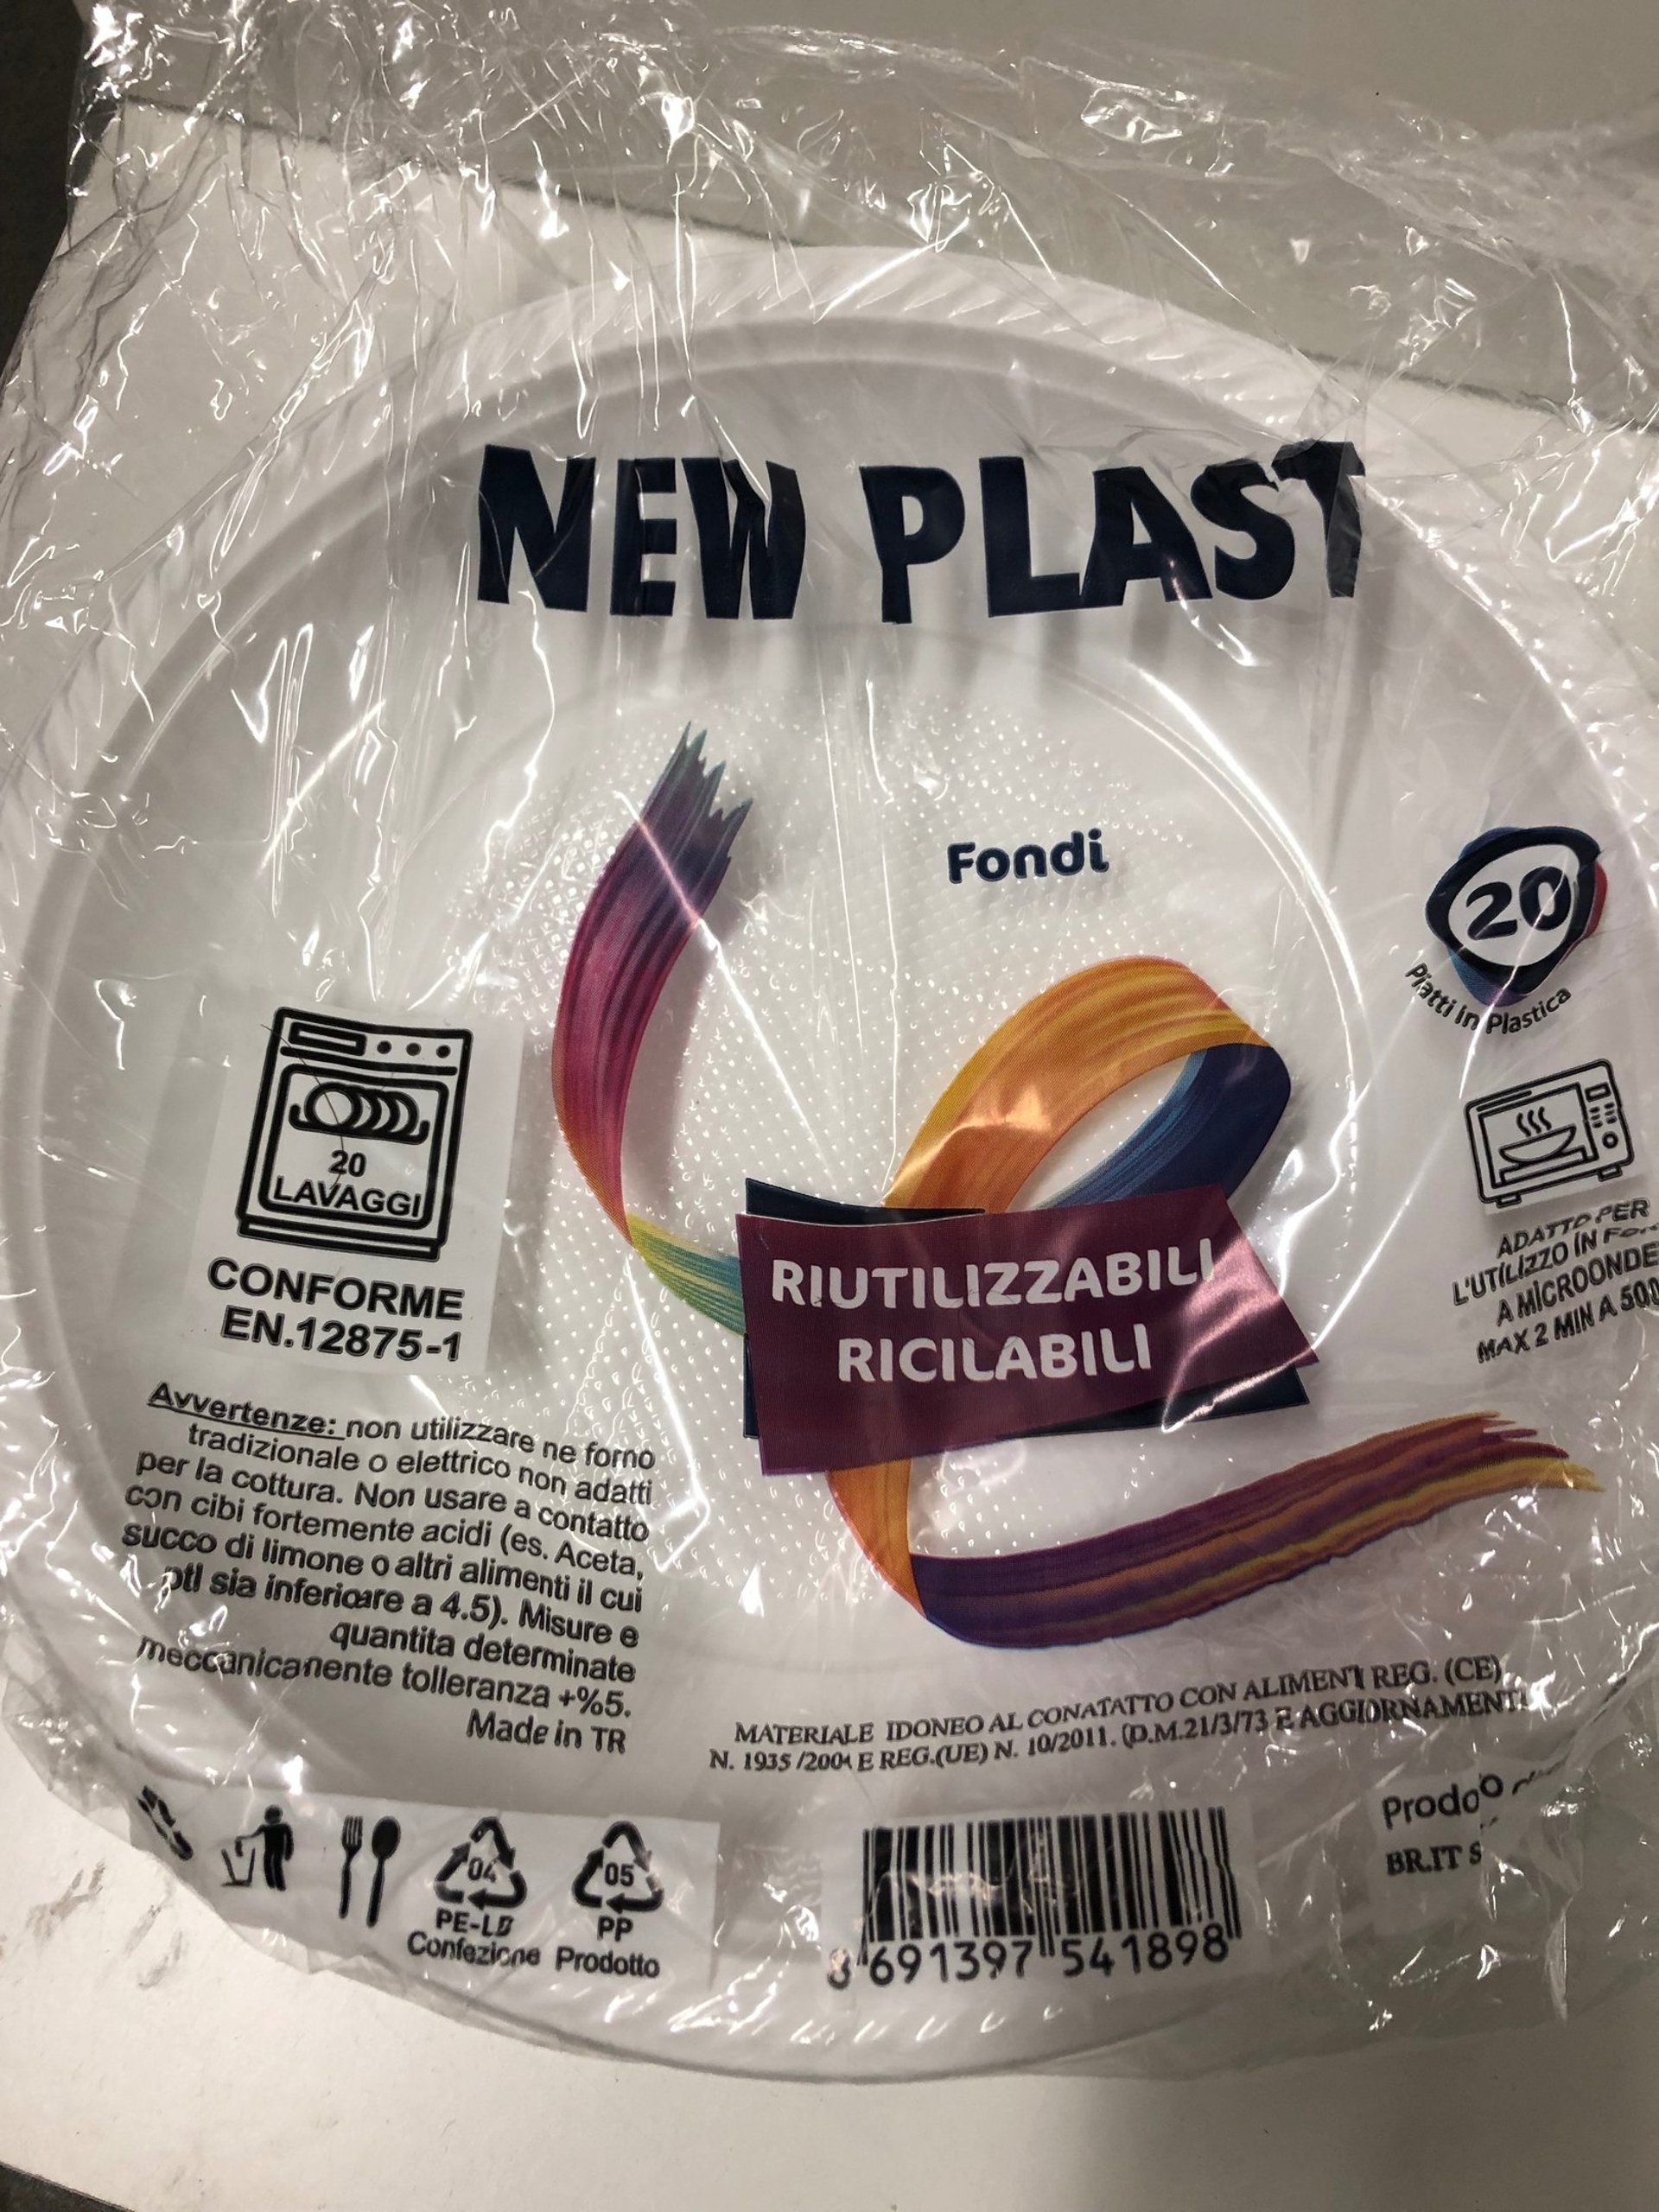 NEW PLAST
Fondi
20
Piatti in Plastica
20
LAVAGGI
CONFORME
EN.12875-1
ADATTO PER
L'UTILIZZO IN
A MICROONDE
MAX 2 MIN A 500
RIUTILIZZABILI
RICILABILI
Avvertenze: non utilizzare ne forno
tradizionale o elettrico non adatti
per la cottura. Non usare a contatto
con cibi fortemente acidi (es. Aceta,
succo di limone o altri alimenti il cui
sia inferioare a 4.5). Misure e
quantita determinate
meccanicanente tolleranza +%5.
Made in TR
MATERIALE IDONEO AL CONATATTO CON ALIMENTI REG. (CE)
N. 1935 /2004 E REG.(UE) N. 10/2011. (D.M.21/3/73 E AGGIORNAMENTI
04
PE-LD
Confezione
05
PP
Prodotto
8 691397 541898
BR.IT S